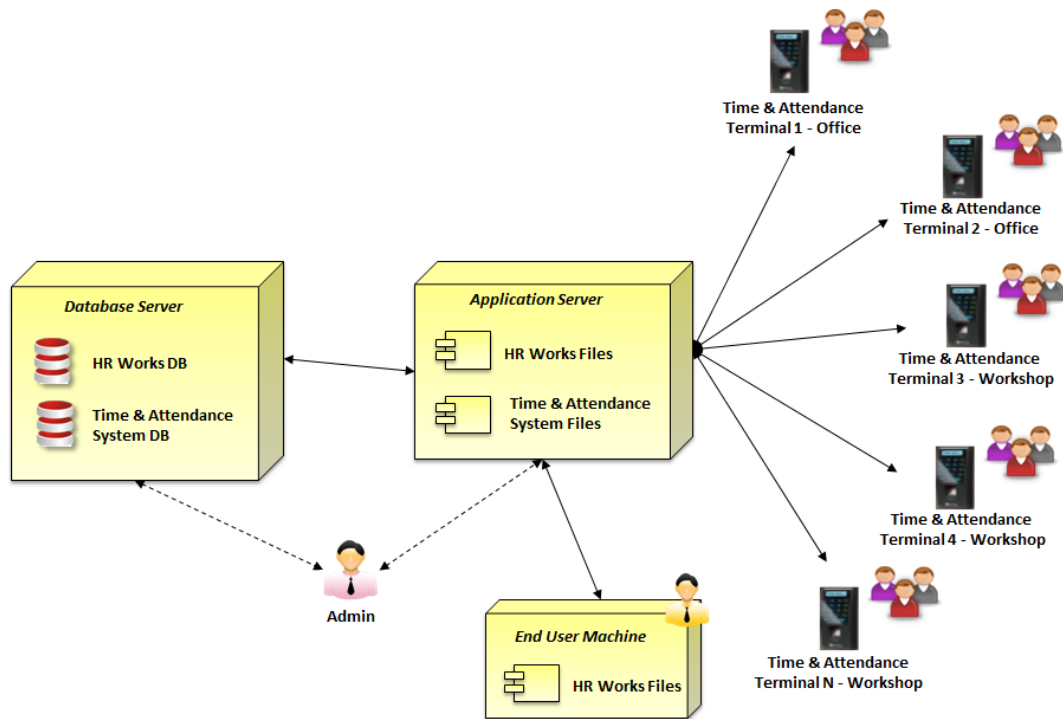 Time & Attendance
Terminal 1 - Office
Time & Attendance
Terminal 2 - Office
Database Server
HR Works DB
Time & Attendance
System DB
Application Server
HR Works Files
Time & Attendance
System Files
Time & Attendance
Terminal 3 - Workshop
Time & Attendance
Terminal 4 - Workshop
Admin
End User Machine
HR Works Files
Time & Attendance
Terminal N - Workshop